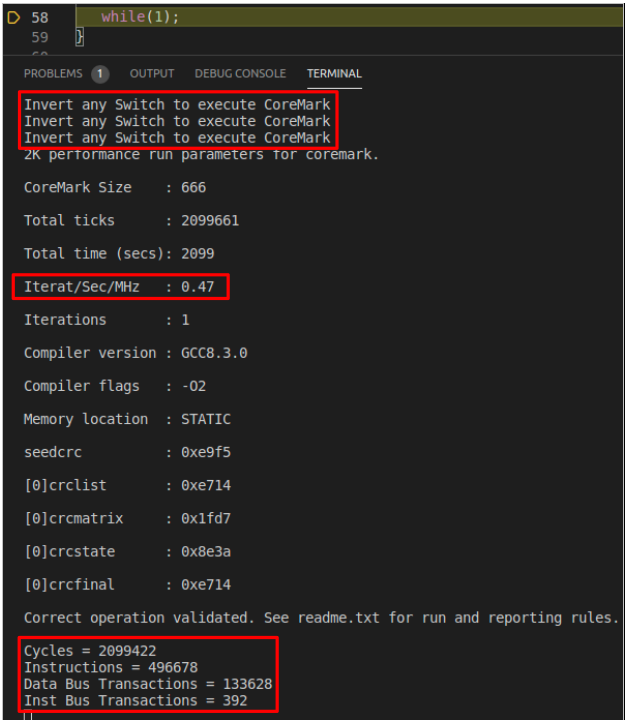 58 while(1);
59 }
60
PROBLEMS 1 OUTPUT DEBUG CONSOLE TERMINAL
Invert any Switch to execute CoreMark
Invert any Switch to execute CoreMark
Invert any Switch to execute CoreMark
2K performance run parameters for coremark.
CoreMark Size : 666
Total ticks : 2099661
Total time (secs): 2099
Iterat/Sec/MHz : 0.47
Iterations : 1
Compiler version : GCC8.3.0
Compiler flags : -O2
Memory location : STATIC
seedcrc : 0xe9f5
[0]crclist : 0xe714
[0]crcmatrix : 0x1fd7
[0]crcstate : 0x8e3a
[0]crcfinal : 0xe714
Correct operation validated. See readme.txt for run and reporting rules.
Cycles = 2099422
Instructions = 496678
Data Bus Transactions = 133628
Inst Bus Transactions = 392